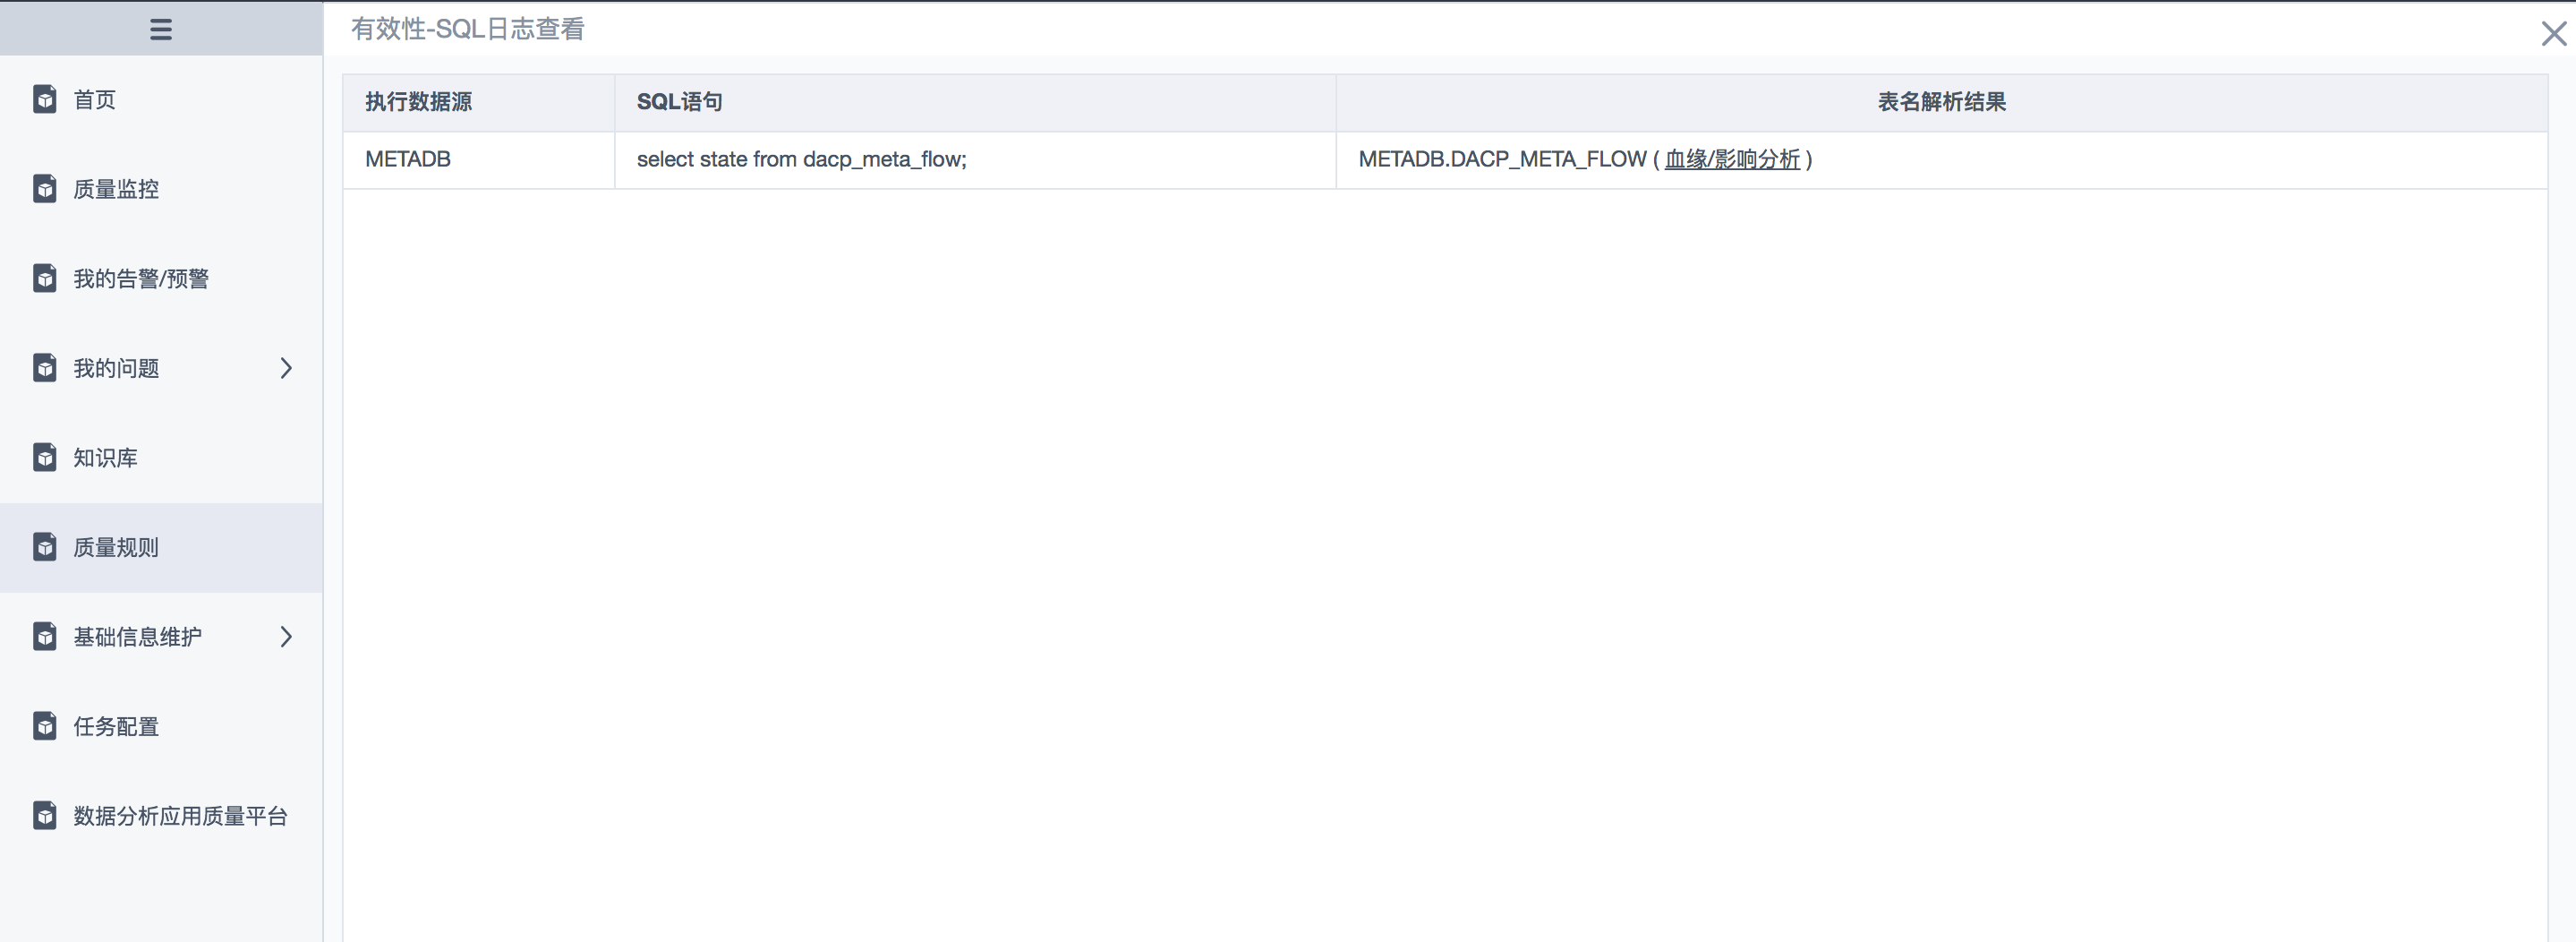 有效性-SQL日志查看
首页
质量监控
我的告警/预警
我的问题
知识库
质量规则
基础信息维护
任务配置
数据分析应用质量平台
执行数据源 SQL语句 表名解析结果
METADB select state from dacp_meta_flow; METADB.DACP_META_FLOW ( 血缘/影响分析 )